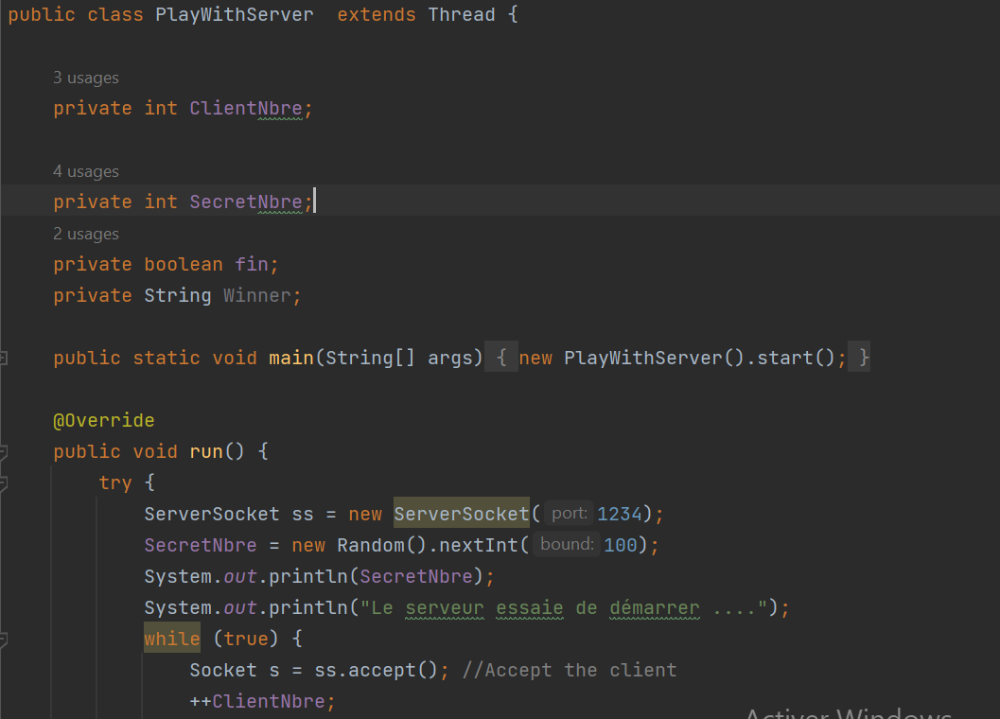 public class PlayWithServer  extends Thread {
3 usages
private int ClientNbre;
4 usages
private int SecretNbre;
2 usages
private boolean fin;
private String Winner;
public static void main(String[] args) { new PlayWithServer().start(); }
@Override
public void run() {
try {
ServerSocket ss = new ServerSocket( port: 1234);
SecretNbre = new Random().nextInt( bound: 100);
System.out.println(SecretNbre);
System.out.println("Le serveur essaie de démarrer ....");
while (true) {
Socket s = ss.accept(); //Accept the client
++ClientNbre;
Activer Windows